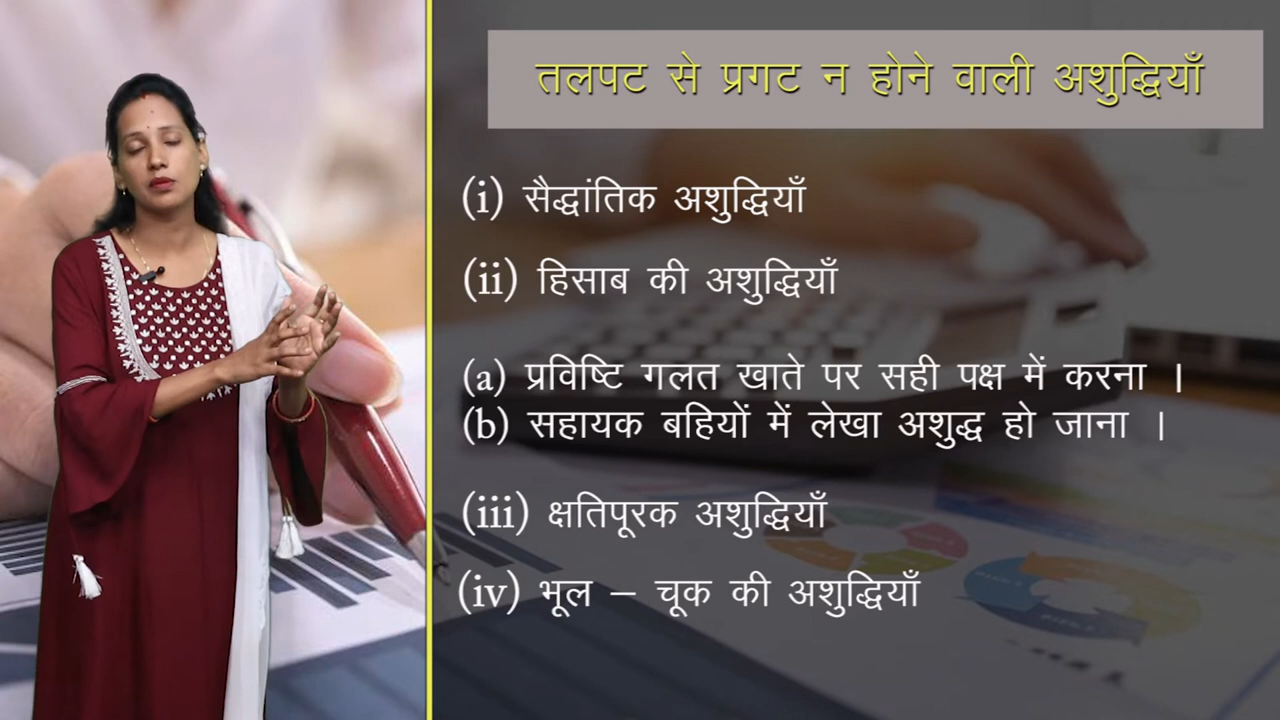 तलपट से प्रगट न होने वाली अशुद्धियाँ
(i) सैद्धांतिक अशुद्धियाँ
(ii) हिसाब की अशुद्धियाँ
(a) प्रविष्टि गलत खाते पर सही पक्ष में करना ।
(b) सहायक बहियों में लेखा अशुद्ध हो जाना ।
(iii) क्षतिपूरक अशुद्धियाँ
(iv) भूल – चूक की अशुद्धियाँ